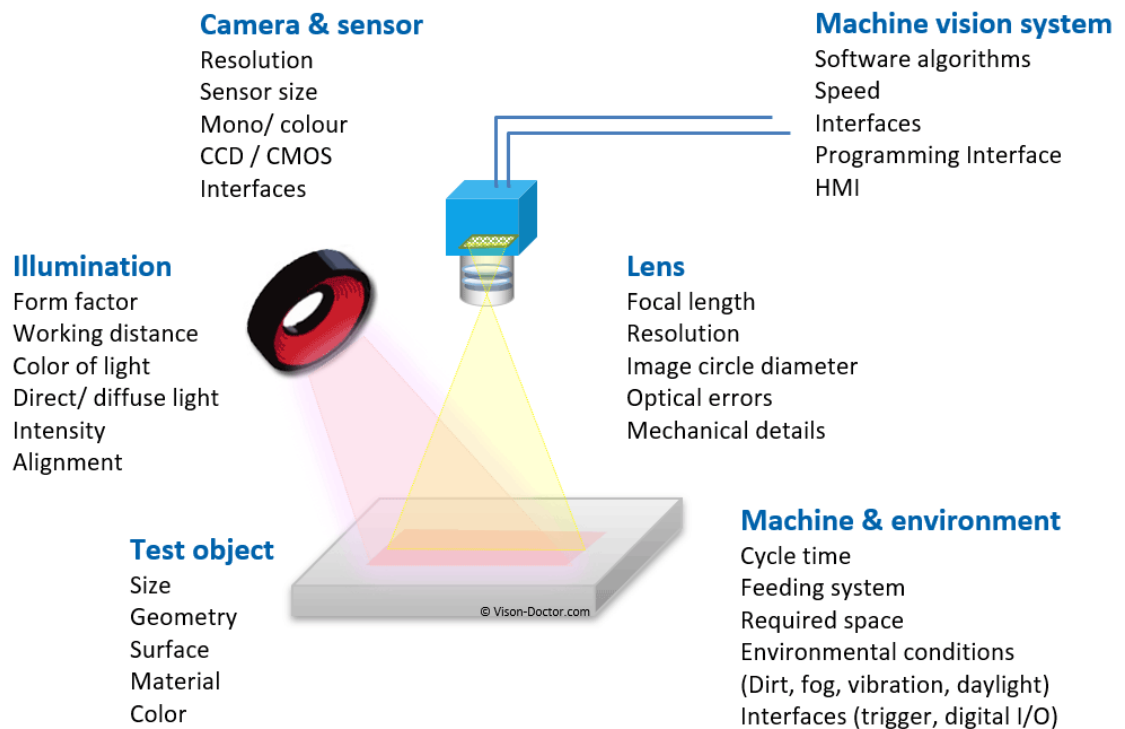 Camera & sensor
Resolution
Sensor size
Mono/ colour
CCD / CMOS
Interfaces
Machine vision system
Software algorithms
Speed
Interfaces
Programming Interface
HMI
Illumination
Form factor
Working distance
Color of light
Direct/ diffuse light
Intensity
Alignment
Lens
Focal length
Resolution
Image circle diameter
Optical errors
Mechanical details
Test object
Size
Geometry
Surface
Material
Color
© Vison-Doctor.com
Machine & environment
Cycle time
Feeding system
Required space
Environmental conditions
(Dirt, fog, vibration, daylight)
Interfaces (trigger, digital I/O)